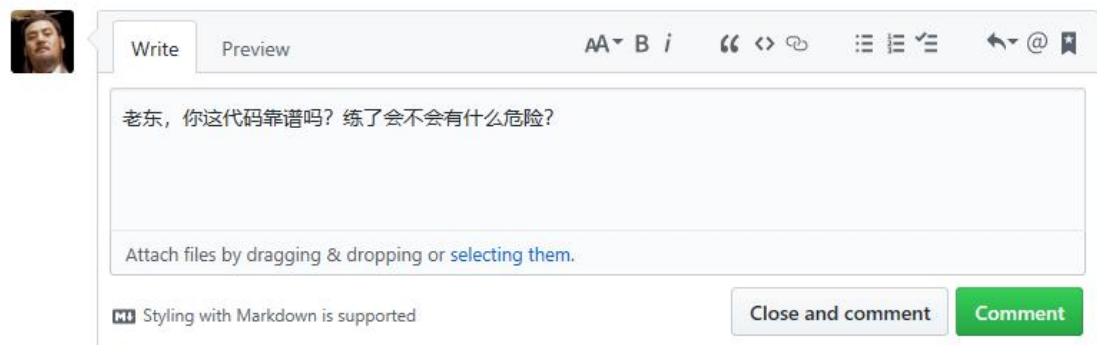 Write Preview AA B i @
老东，你这代码靠谱吗？练了会不会有什么危险？
Attach files by dragging & dropping or selecting them.
Styling with Markdown is supported
Close and comment Comment